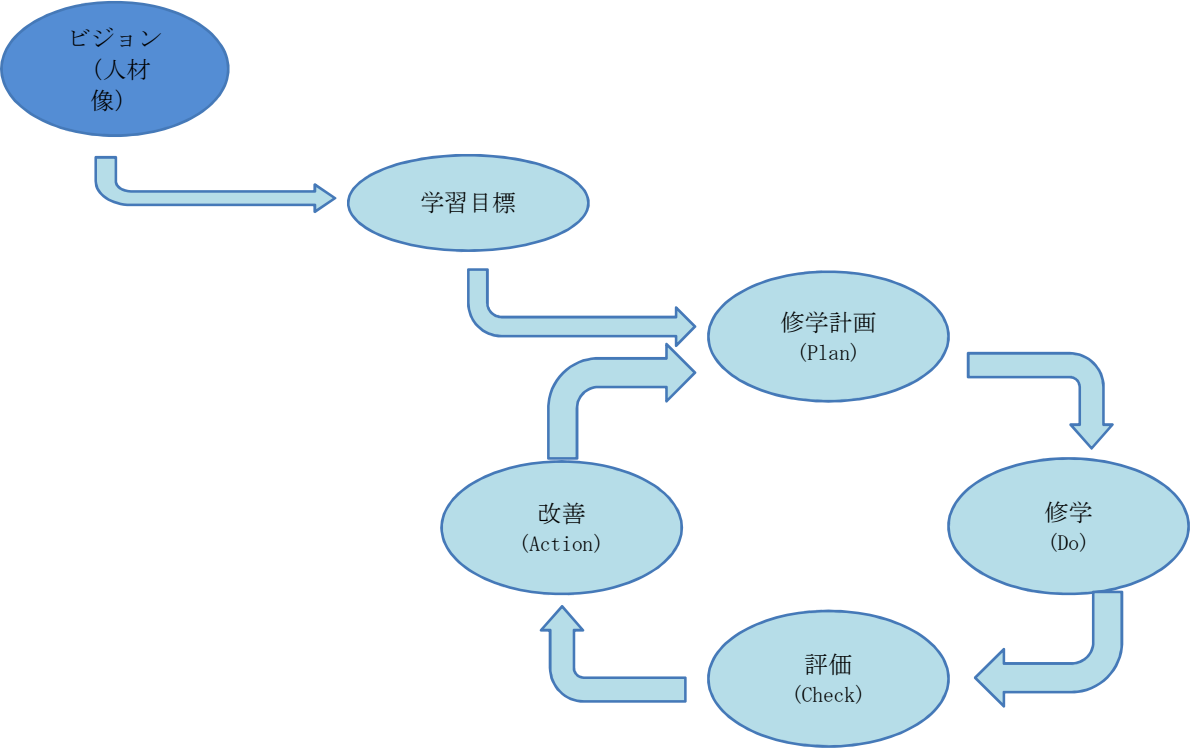 ビジョン
（人材
像）
学習目標
修学計画
(Plan)
修学
(Do)
評価
(Check)
改善
(Action)